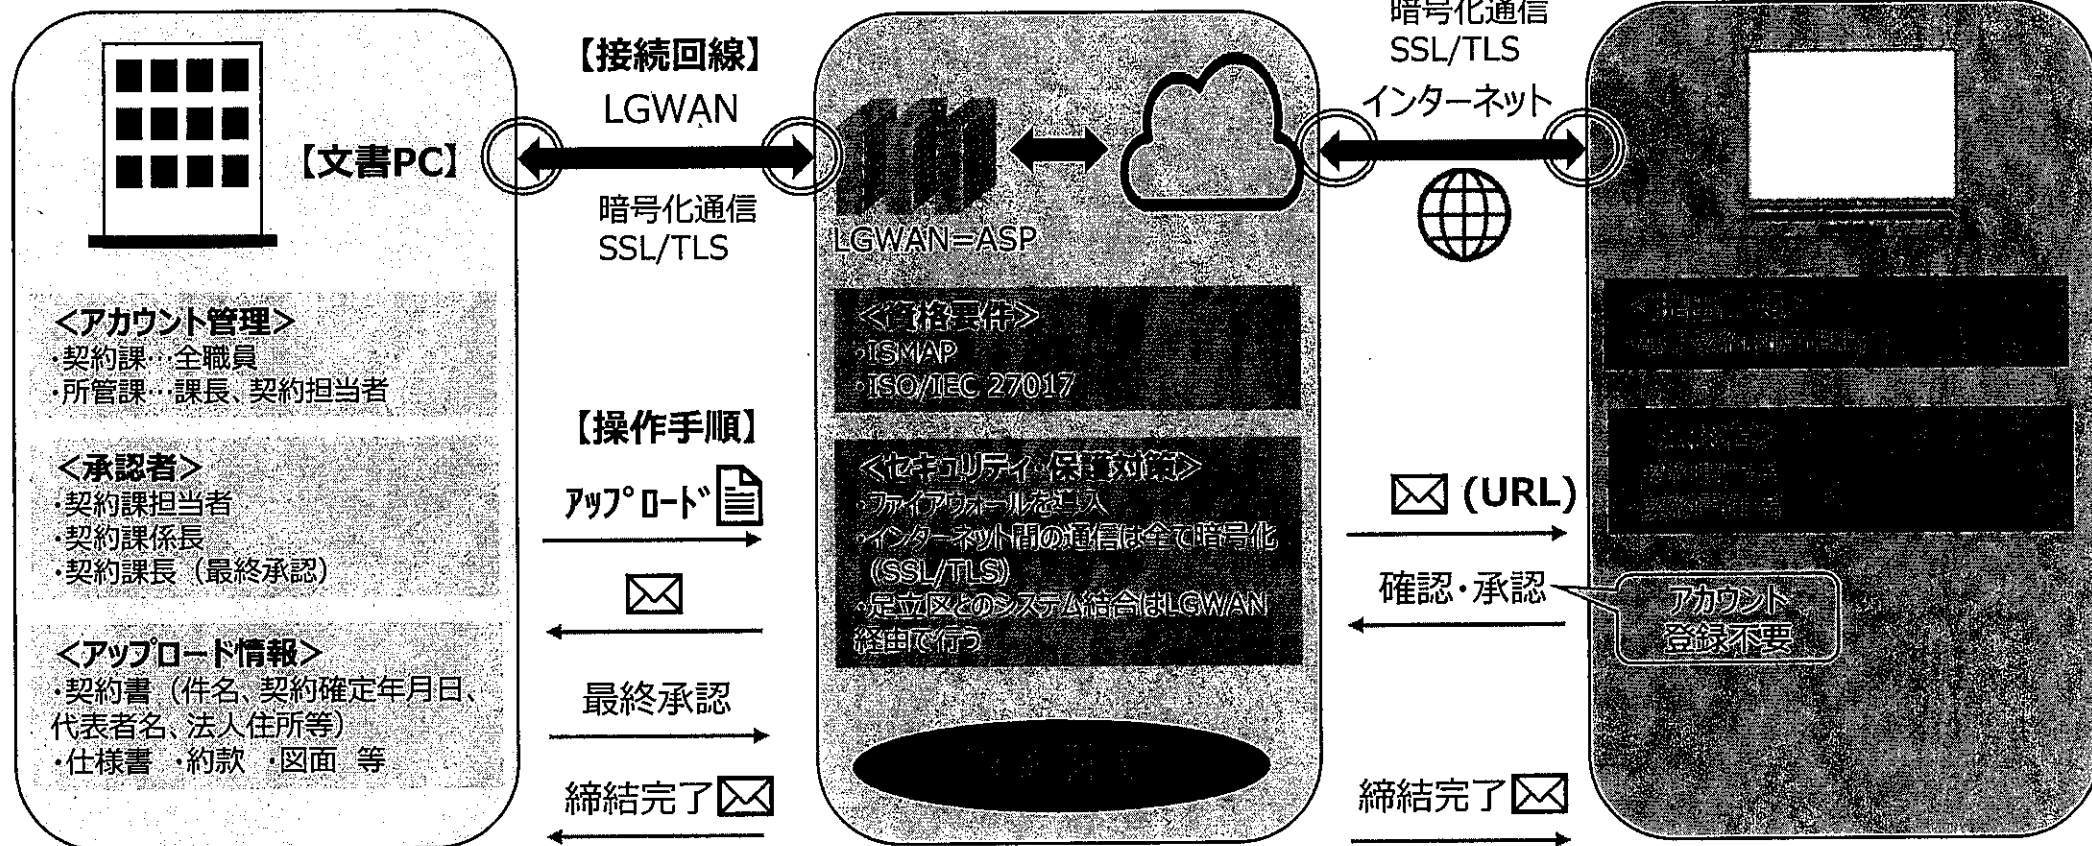 【文書PC】
<アカウント管理>
・契約課…全職員
・所管課…課長、契約担当者
<承認者>
・契約課担当者
・契約課係長
・契約課長（最終承認）
<アップロード情報>
・契約書（件名、契約確定年月日、
代表者名、法人住所等）
・仕様書 ・約款 ・図面 等
【接続回線】
LGWAN
暗号化通信
SSL/TLS
【操作手順】
ｱｯﾌﾟﾛｰﾄﾞ
最終承認
締結完了
LGWAN=ASP
<資格要件>
・ISMAP
・ISO/IEC 27017
<セキュリティ・保護対策>
・ファイアウォールを導入
・インターネット間の通信は全て暗号化
（SSL/TLS）
・足立区とのシステム結合はLGWAN
経由で行う
暗号化通信
SSL/TLS
インターネット
(URL)
確認・承認
締結完了
アカウント
登録不要